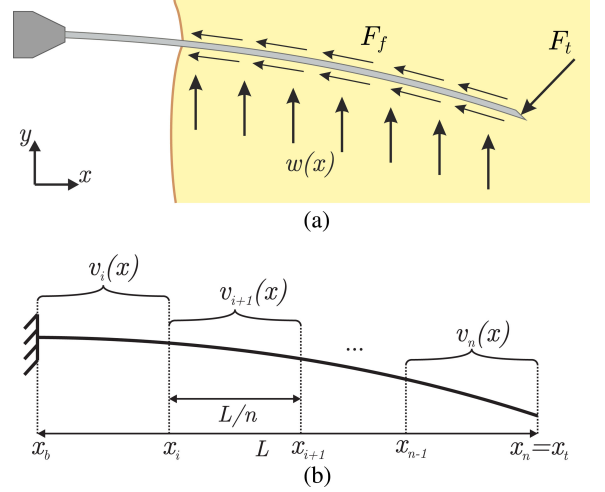 F_f
F_t
w(x)
y
x
(a)
v_i(x)
v_{i+1}(x)
v_n(x)
...
L/n
x_b x_i L x_{i+1} x_{n-1} x_n=x_t
(b)